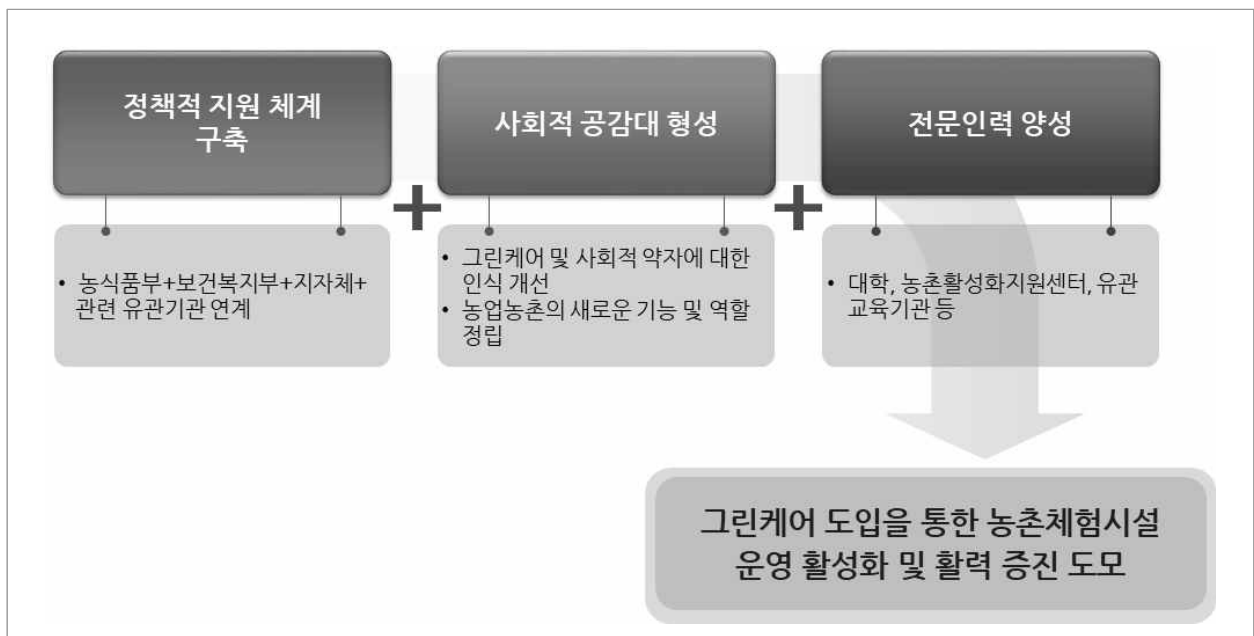 정책적 지원 체계
구축
• 농식품부+보건복지부+지자체+
관련 유관기관 연계
+
사회적 공감대 형성
• 그린케어 및 사회적 약자에 대한
인식 개선
• 농업농촌의 새로운 기능 및 역할
정립
+
전문인력 양성
• 대학, 농촌활성화지원센터, 유관
교육기관 등
그린케어 도입을 통한 농촌체험시설
운영 활성화 및 활력 증진 도모